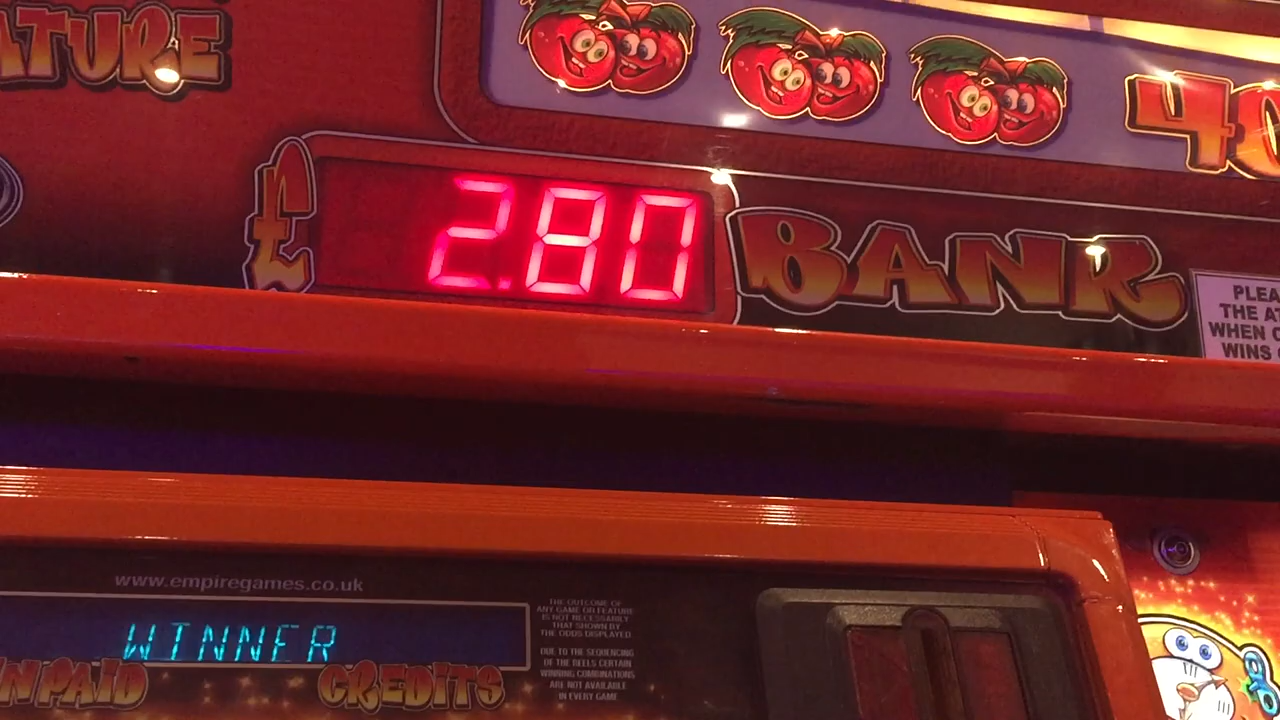 ATURE
40
£ 2.80 BANK
PLEA
THE AT
WHEN
WINS
www.empiregames.co.uk
WINNER
N PAID
CREDITS
THE OUTCOME OF
ANY GAME OR FEATURE
IS NOT NECESSARILY
THAT SHOWN BY
THE ODDS DISPLAYED
DUE TO THE SEQUENCING
OF THE REELS CERTAIN
WINNING COMBINATIONS
ARE NOT AVAILABLE
IN EVERY GAME